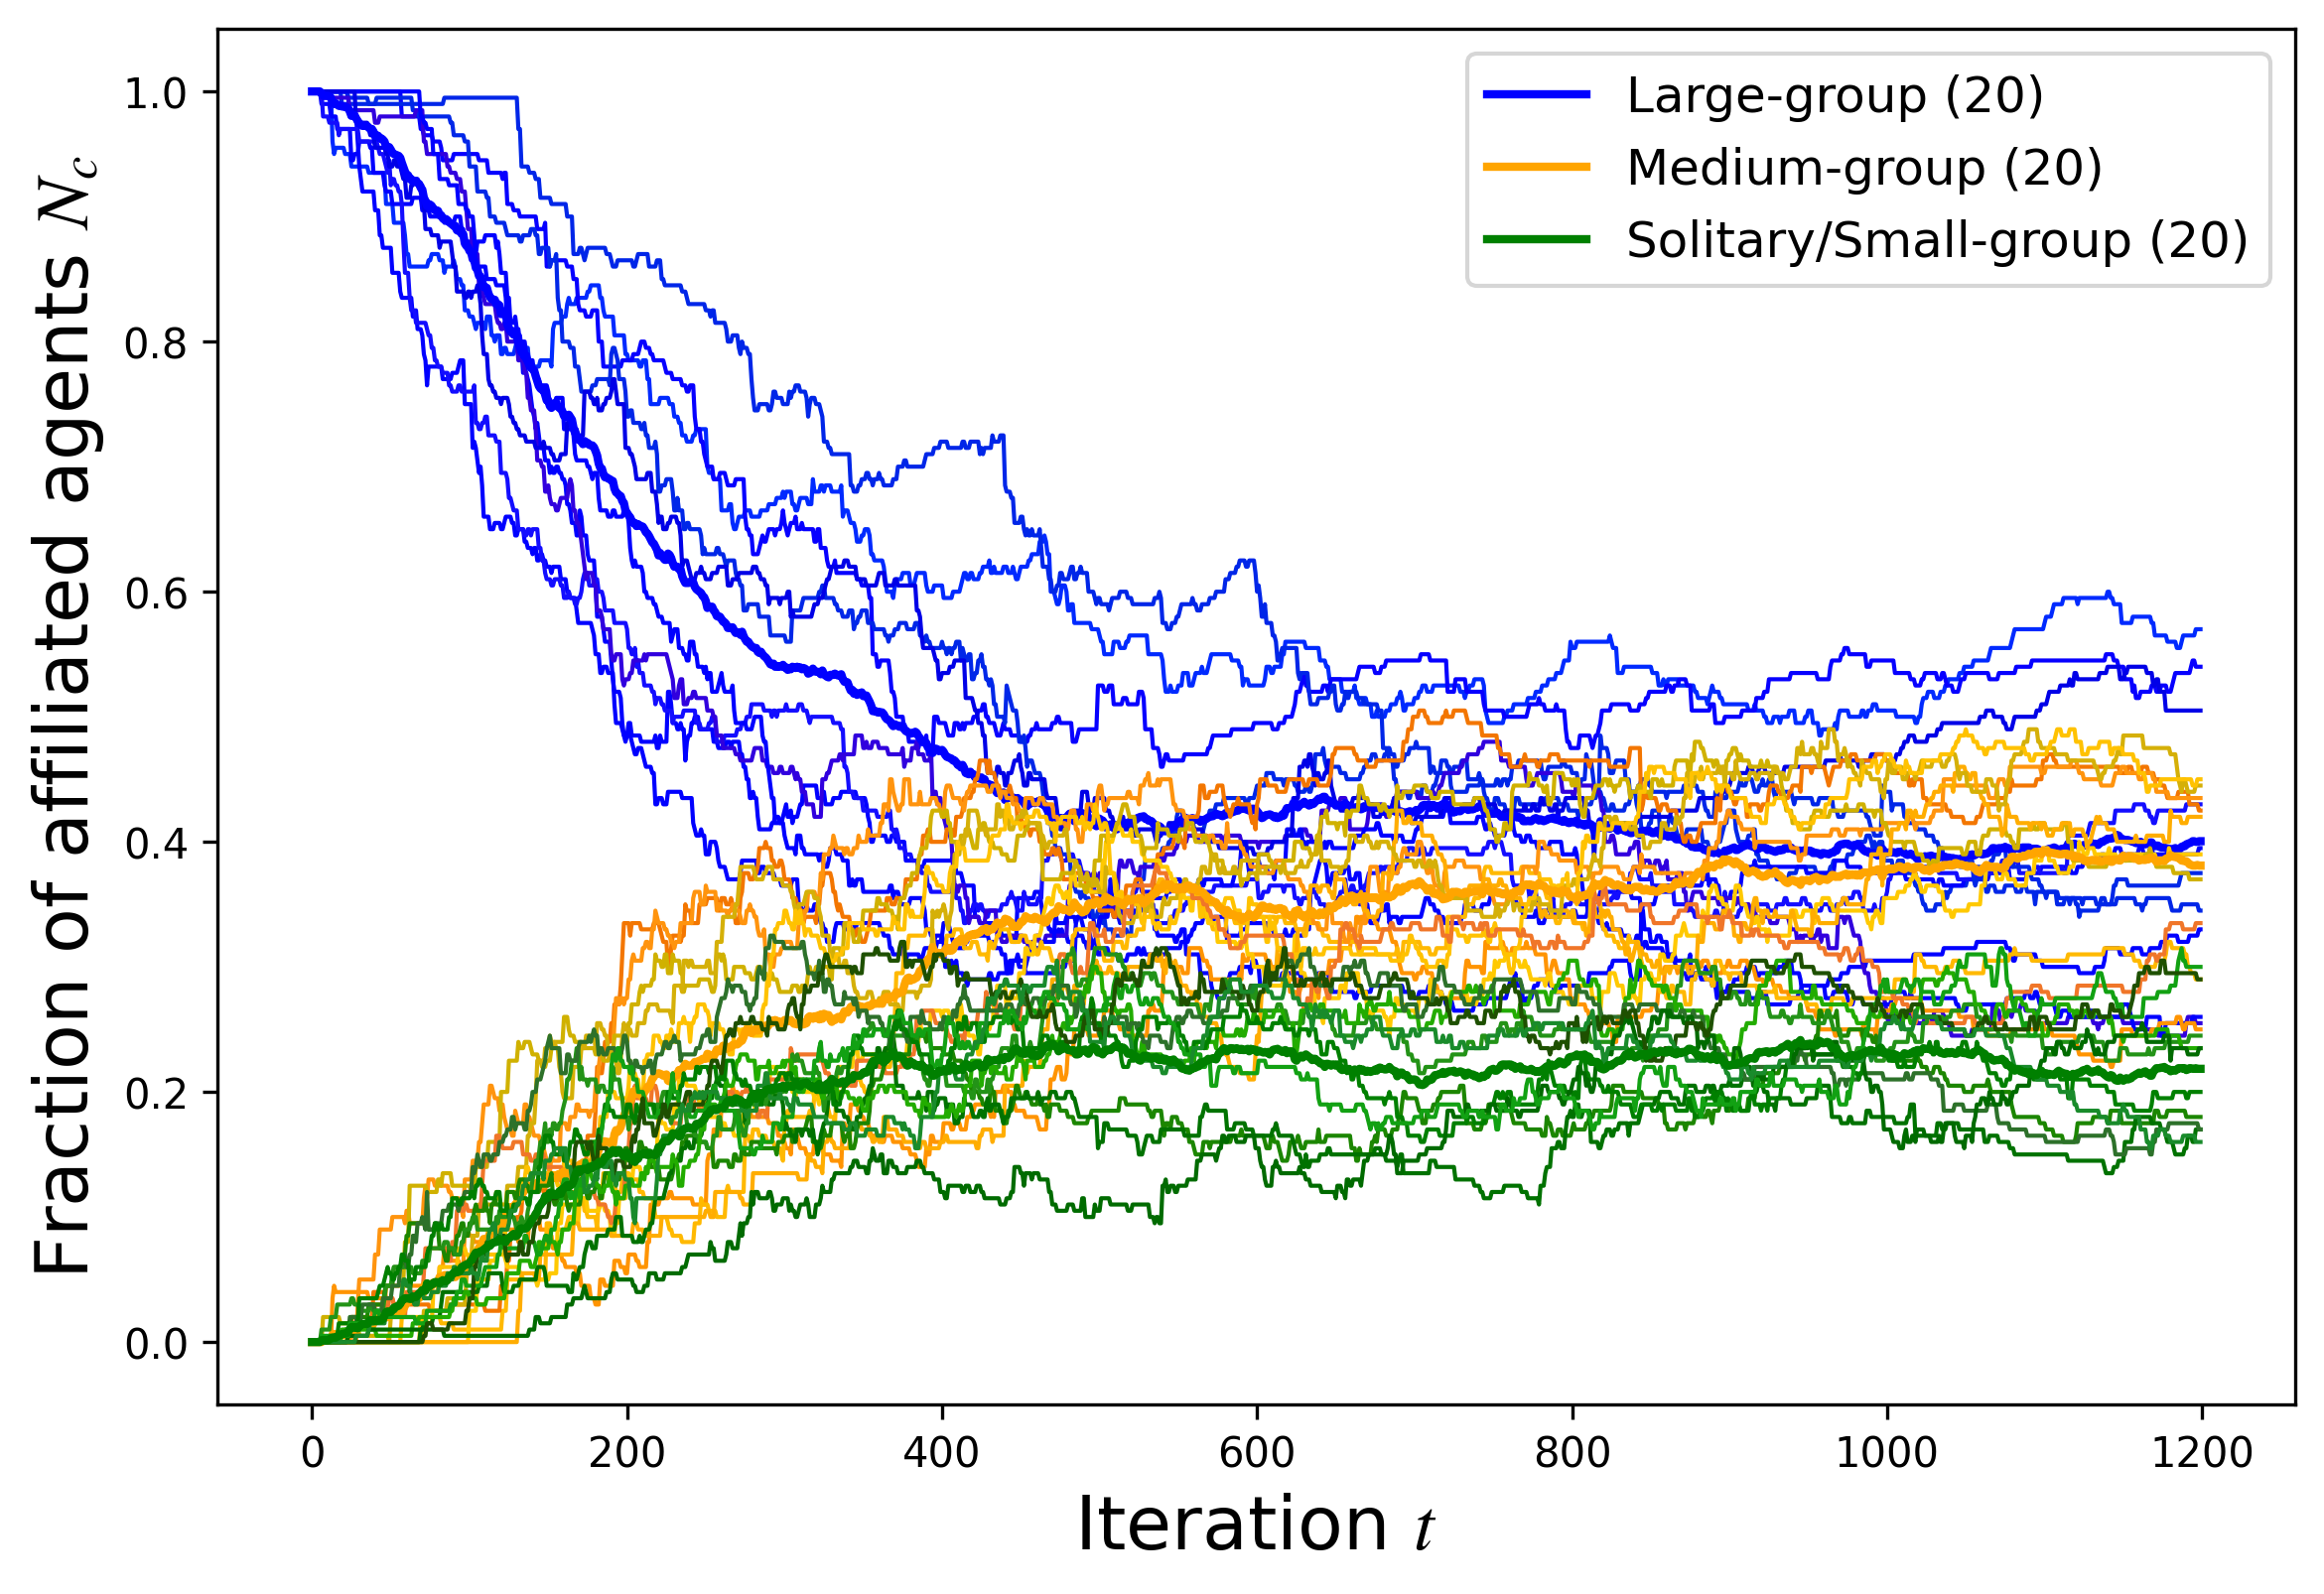 Large-group (20)
Medium-group (20)
Solitary/Small-group (20)
Fraction of affiliated agents N_c
1.0
0.8
0.6
0.4
0.2
0.0
0 200 400 600 800 1000 1200
Iteration t